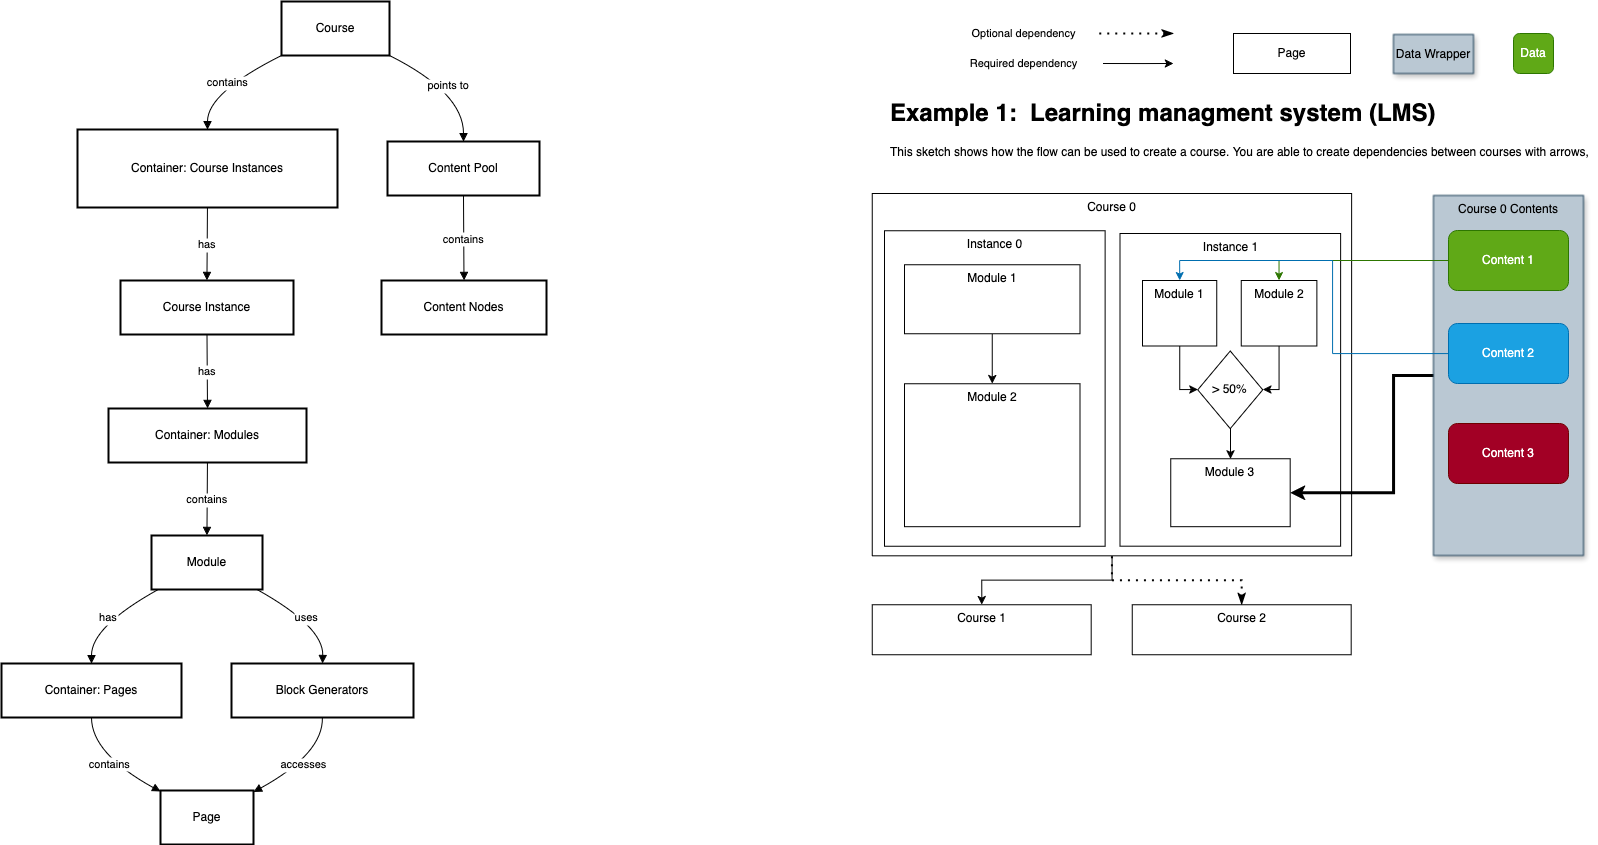 Course
contains
points to
Container: Course Instances
Content Pool
has
contains
Course Instance
Content Nodes
has
Container: Modules
contains
Module
has
uses
Container: Pages
Block Generators
contains
accesses
Page
Optional dependency
Required dependency
Page
Data Wrapper
Data
Example 1:  Learning managment system (LMS)
This sketch shows how the flow can be used to create a course. You are able to create dependencies between courses with arrows,
Course 0
Instance 0
Module 1
Module 2
Instance 1
Module 1
Module 2
> 50%
Module 3
Course 0 Contents
Content 1
Content 2
Content 3
Course 1
Course 2